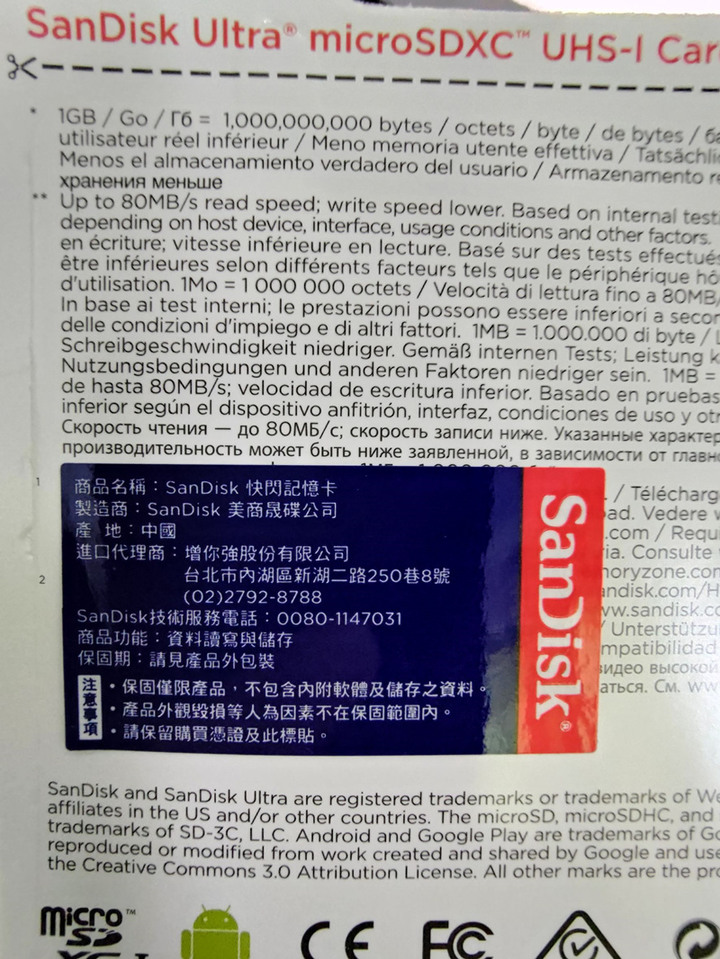 SanDisk Ultra® microSDXC™ UHS-I
* 1GB / Go / Гб = 1,000,000,000 bytes / octets / byte / de bytes /
utilisateur réel inférieur / Meno memoria utente effettiva /
Menos el almacenamiento verdadero del usuario / Armazenamento
хранения меньше
** Up to 80MB/s read speed; write speed lower. Based on internal
depending on host device, interface, usage conditions and other factors.
en écriture; vitesse inférieure en lecture. Basé sur des tests
être inférieures selon différents facteurs tels que le périphérique
d'utilisation. 1Mo = 1 000 000 octets / Velocità di lettura fino a 80MB/
In base ai test interni; le prestazioni possono essere inferiori a
delle condizioni d'impiego e di altri fattori. 1MB = 1.000.000 di byte /
Schreibgeschwindigkeit niedriger. Gemäß internen Tests; Leistung
Nutzungsbedingungen und anderen Faktoren niedriger sein. 1MB =
de hasta 80MB/s; velocidad de escritura inferior. Basado en pruebas
inferior según el dispositivo anfitrión, interfaz, condiciones de uso y
Скорость чтения — до 80МБ/с; скорость записи ниже. Указанные
производительность может быть ниже заявленной, в зависимости от
1
/ Télécharg
ad. Vedere
.com / Requ
ria. Consulte
2
oryzone.com
andisk.com/H
ww.sandisk.co
/ Unterstützu
mpatibilidad
видео высокой
аться. См. ww
商品名稱：SanDisk 快閃記憶卡
製造商：SanDisk 美商晟碟公司
產 地：中國
進口代理商：增你強股份有限公司
台北市內湖區新湖二路250巷8號
(02)2792-8788
SanDisk技術服務電話：0080-1147031
商品功能：資料讀寫與儲存
保固期：請見產品外包裝
注意事項
・保固僅限產品，不包含內附軟體及儲存之資料。
・產品外觀毀損等人為因素不在保固範圍內。
・請保留購買憑證及此標貼。
SanDisk®
SanDisk and SanDisk Ultra are registered trademarks or trademarks of
affiliates in the US and/or other countries. The microSD, microSDHC, and
trademarks of SD-3C, LLC. Android and Google Play are trademarks of
reproduced or modified from work created and shared by Google and
the Creative Commons 3.0 Attribution License. All other marks are the
micro™
SD
CE
FC